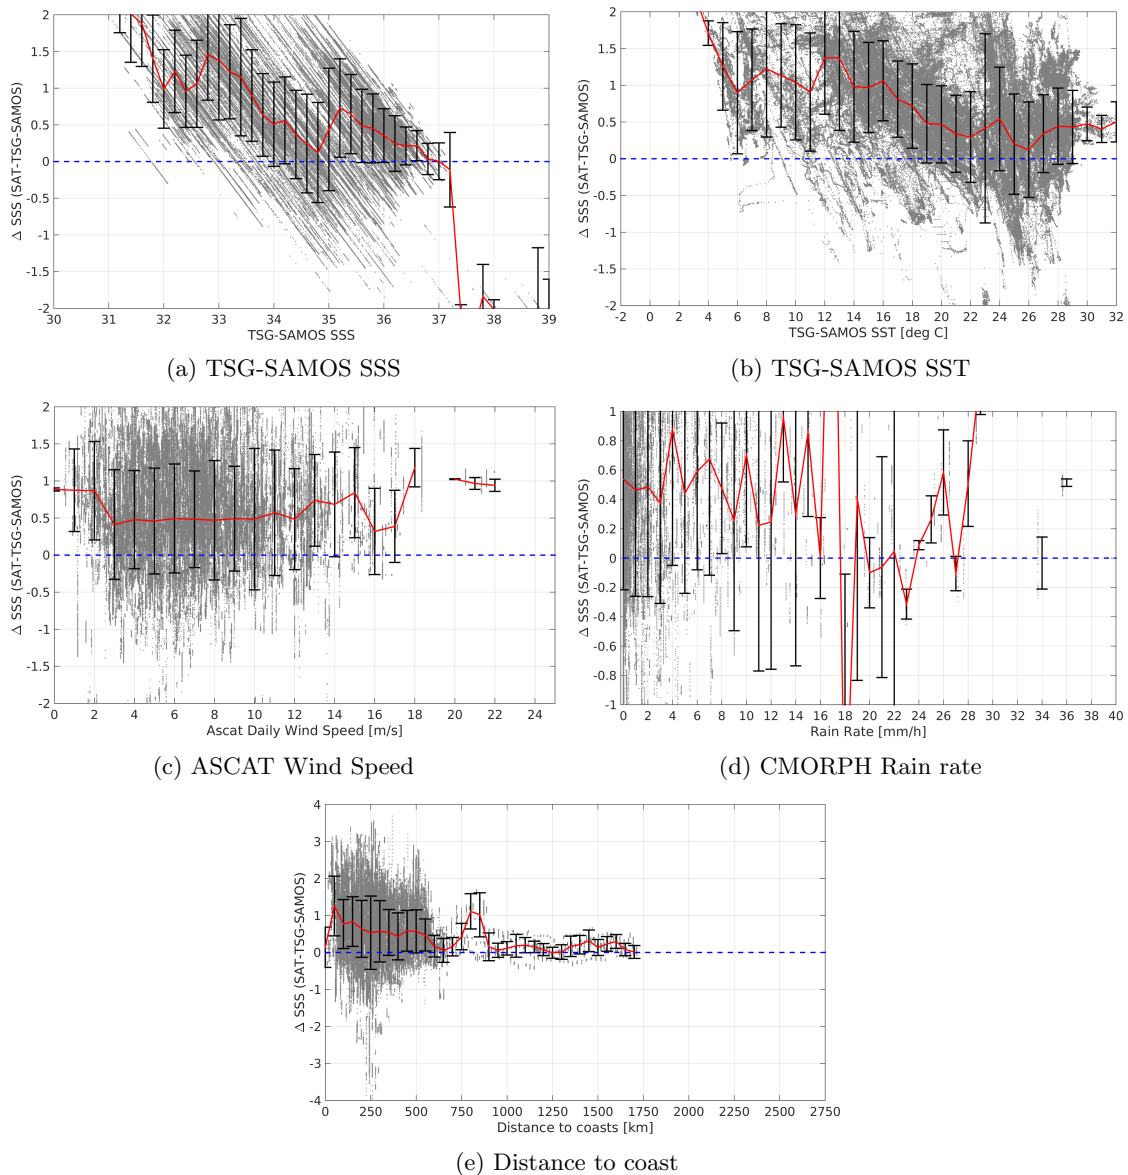 2
1.5
1
0.5
0
-0.5
-1
-1.5
-2
Δ SSS (SAT-TSG-SAMOS)
30 31 32 33 34 35 36 37 38 39
TSG-SAMOS SSS
(a) TSG-SAMOS SSS
2
1.5
1
0.5
0
-0.5
-1
-1.5
-2
Δ SSS (SAT-TSG-SAMOS)
-2 0 2 4 6 8 10 12 14 16 18 20 22 24 26 28 30 32
TSG-SAMOS SST [deg C]
(b) TSG-SAMOS SST
2
1.5
1
0.5
0
-0.5
-1
-1.5
-2
Δ SSS (SAT-TSG-SAMOS)
0 2 4 6 8 10 12 14 16 18 20 22 24
Ascat Daily Wind Speed [m/s]
(c) ASCAT Wind Speed
1
0.8
0.6
0.4
0.2
0
-0.2
-0.4
-0.6
-0.8
-1
Δ SSS (SAT-TSG-SAMOS)
0 2 4 6 8 10 12 14 16 18 20 22 24 26 28 30 32 34 36 38 40
Rain Rate [mm/h]
(d) CMORPH Rain rate
4
3
2
1
0
-1
-2
-3
-4
Δ SSS (SAT-TSG-SAMOS)
0 250 500 750 1000 1250 1500 1750 2000 2250 2500 2750
Distance to coasts [km]
(e) Distance to coast